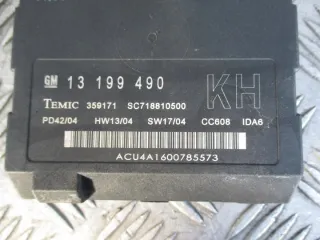 GM 13 199 490 KH
TEMIC 359171 SC718810500
PD42/04 HW13/04 SW17/04 CC608 IDA6
ACU4A1600785573